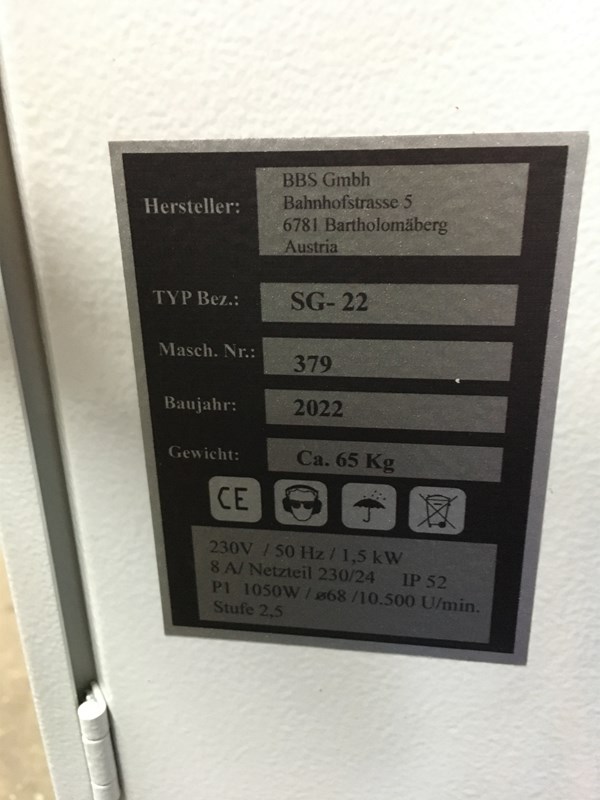 Hersteller:
BBS Gmbh
Bahnhofstrasse 5
6781 Bartholomäberg
Austria
TYP Bez.: SG- 22
Masch. Nr.: 379
Baujahr: 2022
Gewicht: Ca. 65 Kg
CE
230V / 50 Hz / 1,5 kW
8 A/ Netzteil 230/24 IP 52
P1 1050W / ø68 /10.500 U/min.
Stufe 2,5